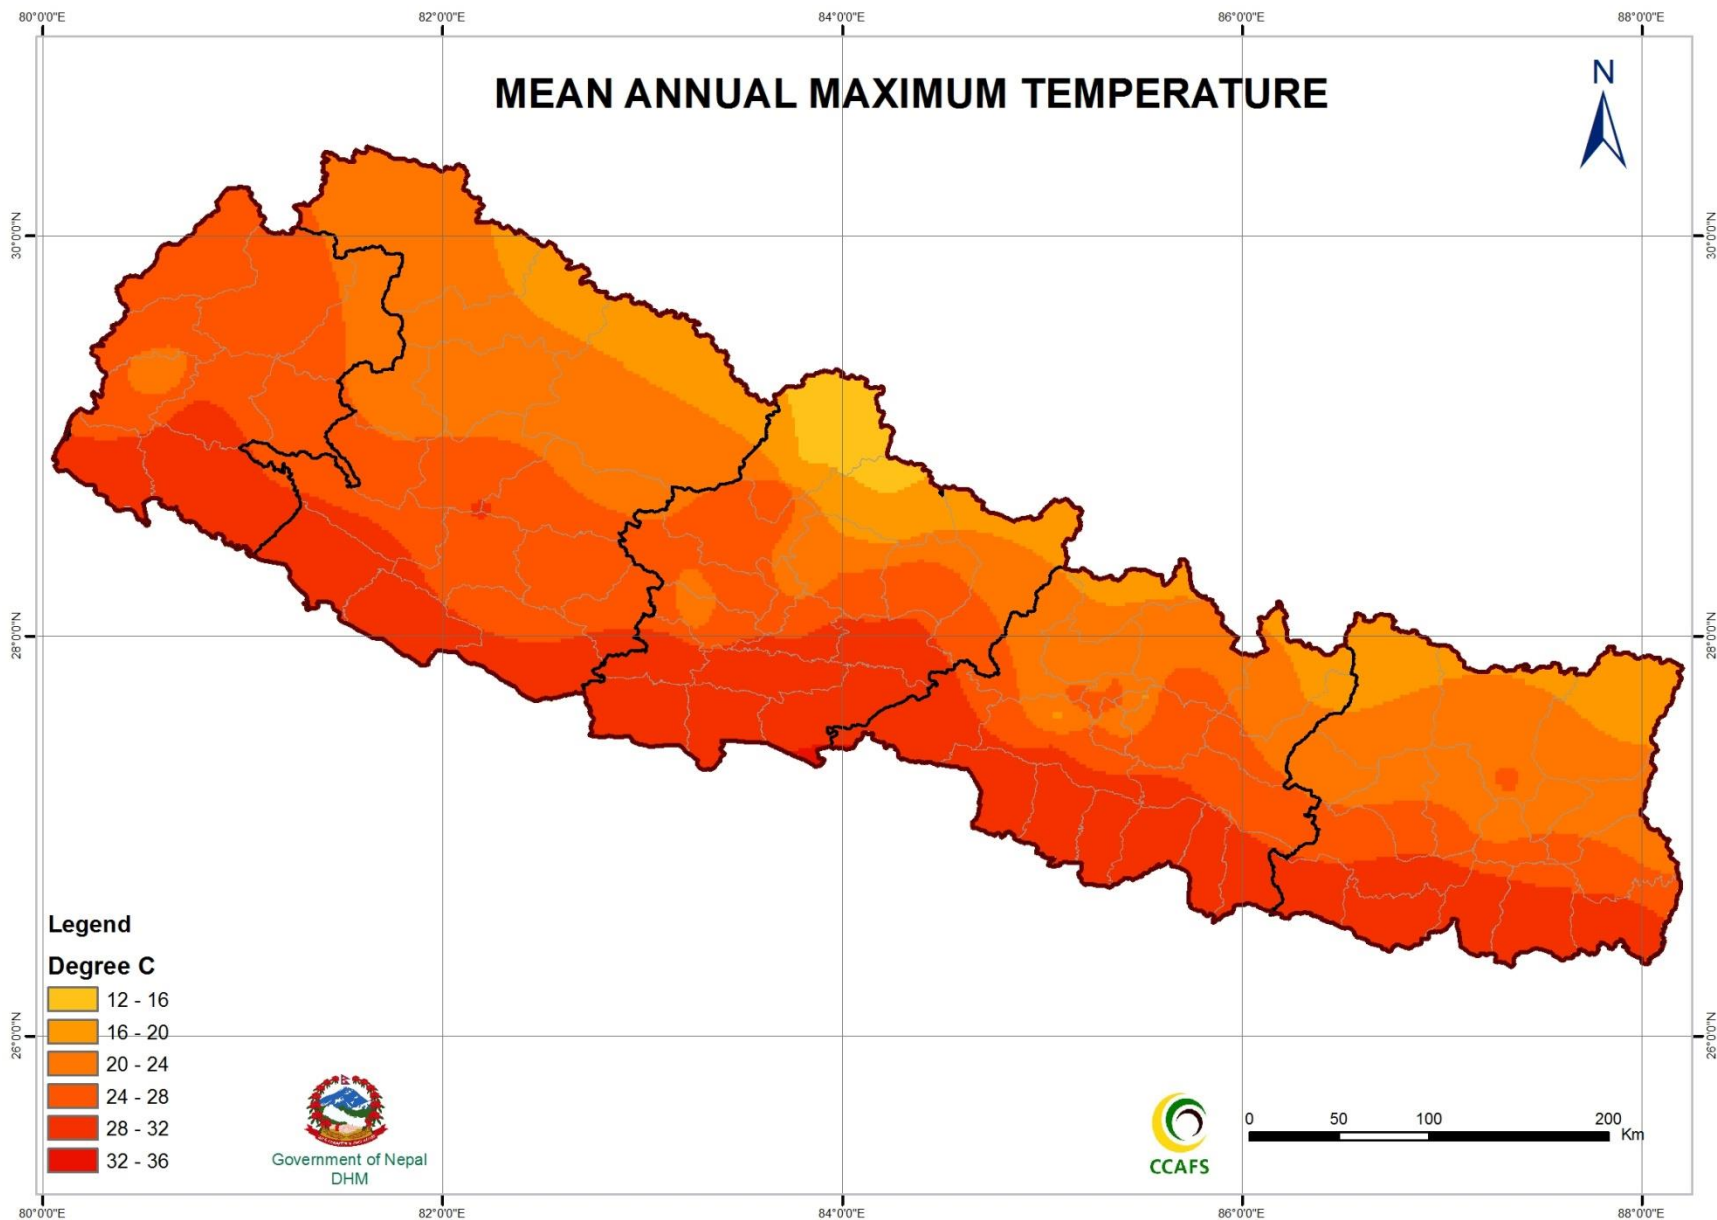 80°0'0"E 82°0'0"E 84°0'0"E 86°0'0"E 88°0'0"E
MEAN ANNUAL MAXIMUM TEMPERATURE
N
30°0'0"N 30°0'0"N
28°0'0"N 28°0'0"N
26°0'0"N 26°0'0"N
Legend
Degree C
12 - 16
16 - 20
20 - 24
24 - 28
28 - 32
32 - 36
Government of Nepal
DHM
CCAFS
0 50 100 200
Km
80°0'0"E 82°0'0"E 84°0'0"E 86°0'0"E 88°0'0"E